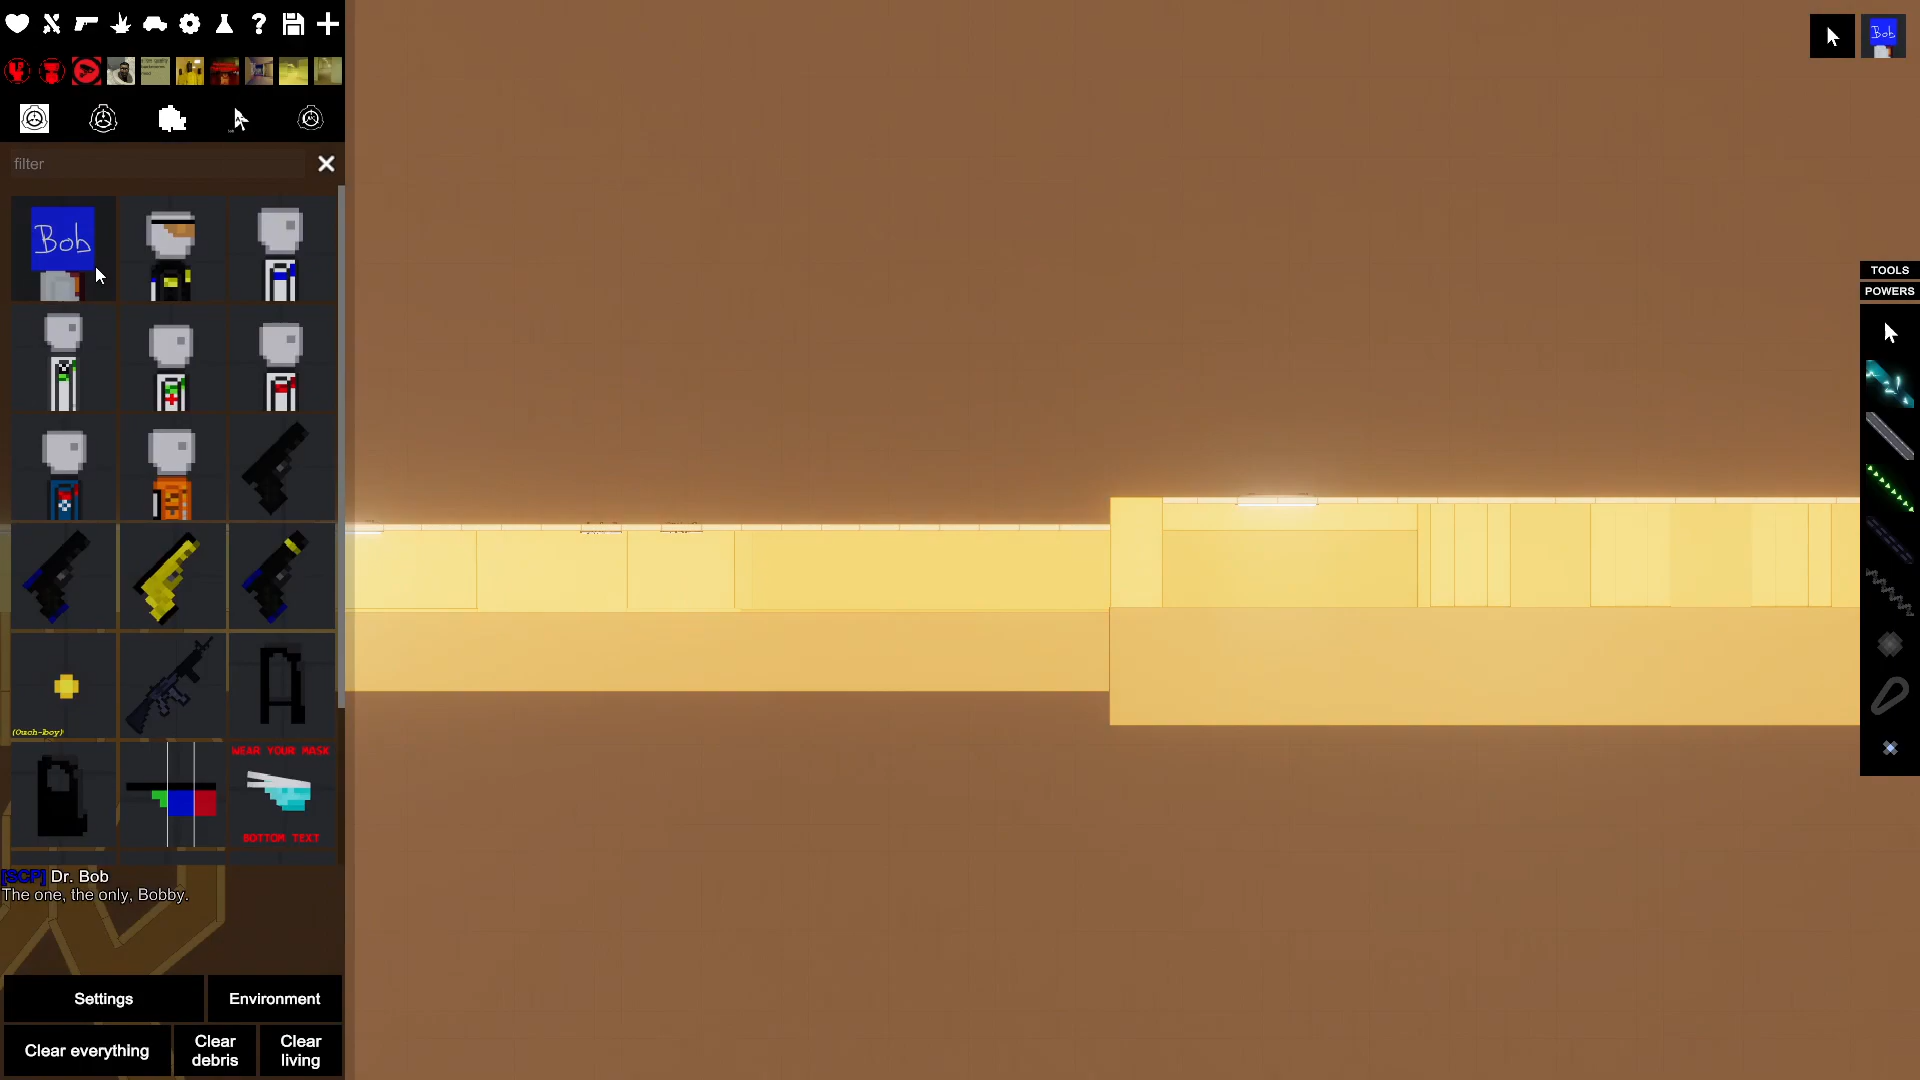 filter
Bob
Bob
TOOLS
POWERS
(Ouch-boy)
WEAR YOUR MASK
BOTTOM TEXT
[SCP] Dr. Bob
The one, the only, Bobby.
Settings
Environment
Clear everything
Clear debris
Clear living